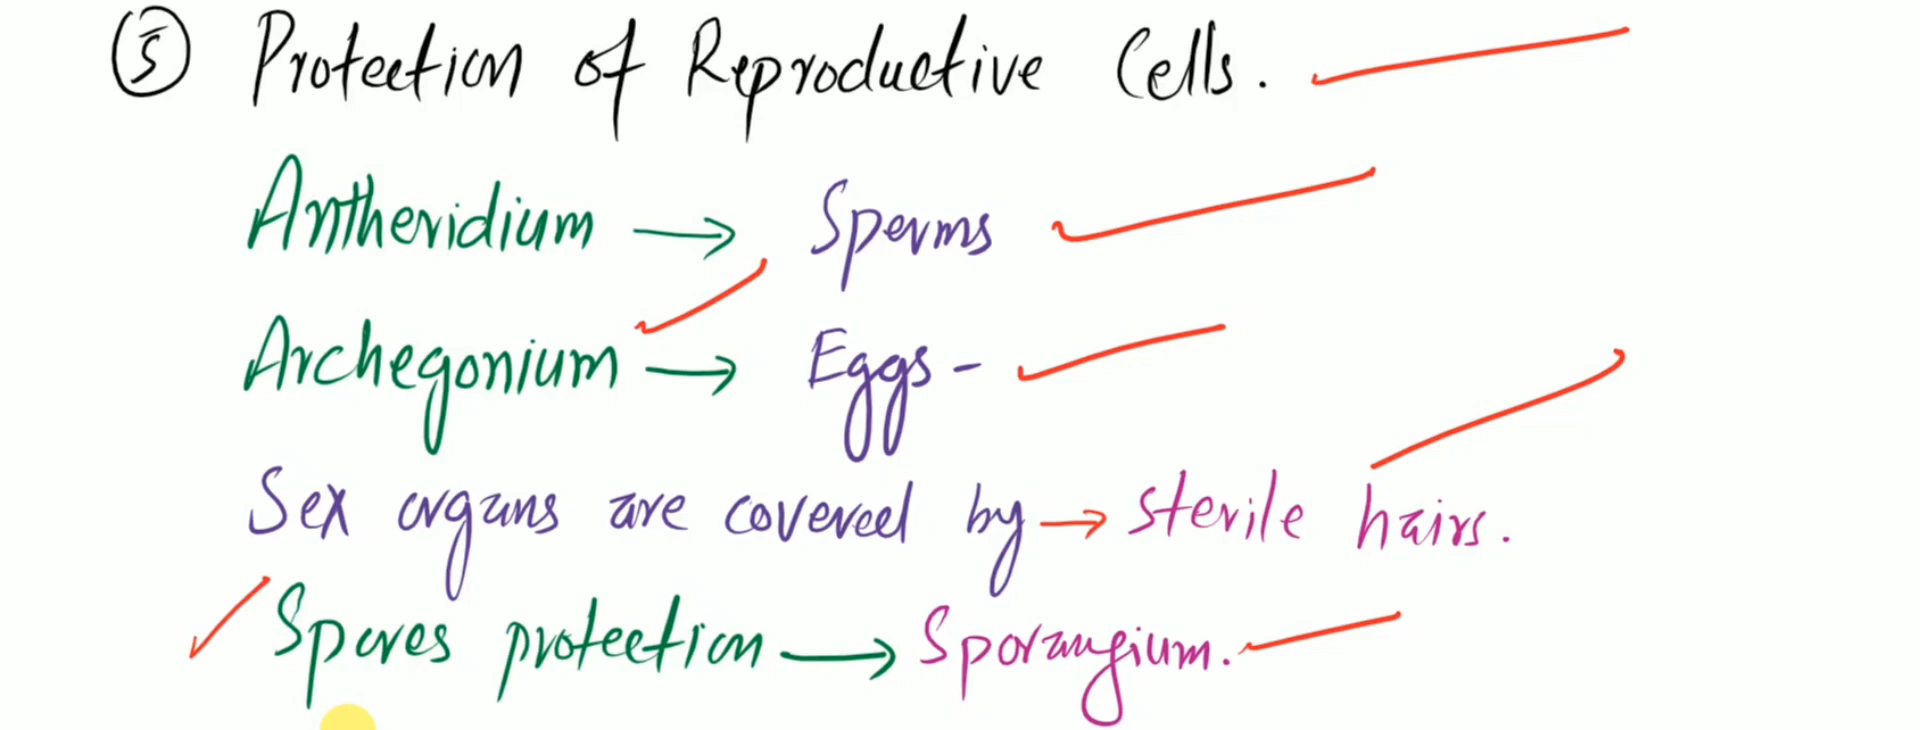 ⑤ Protection of Reproductive Cells.
Antheridium → Sperms
Archegonium → Eggs -
Sex organs are covered by → sterile hairs.
Spores protection → Sporangium.